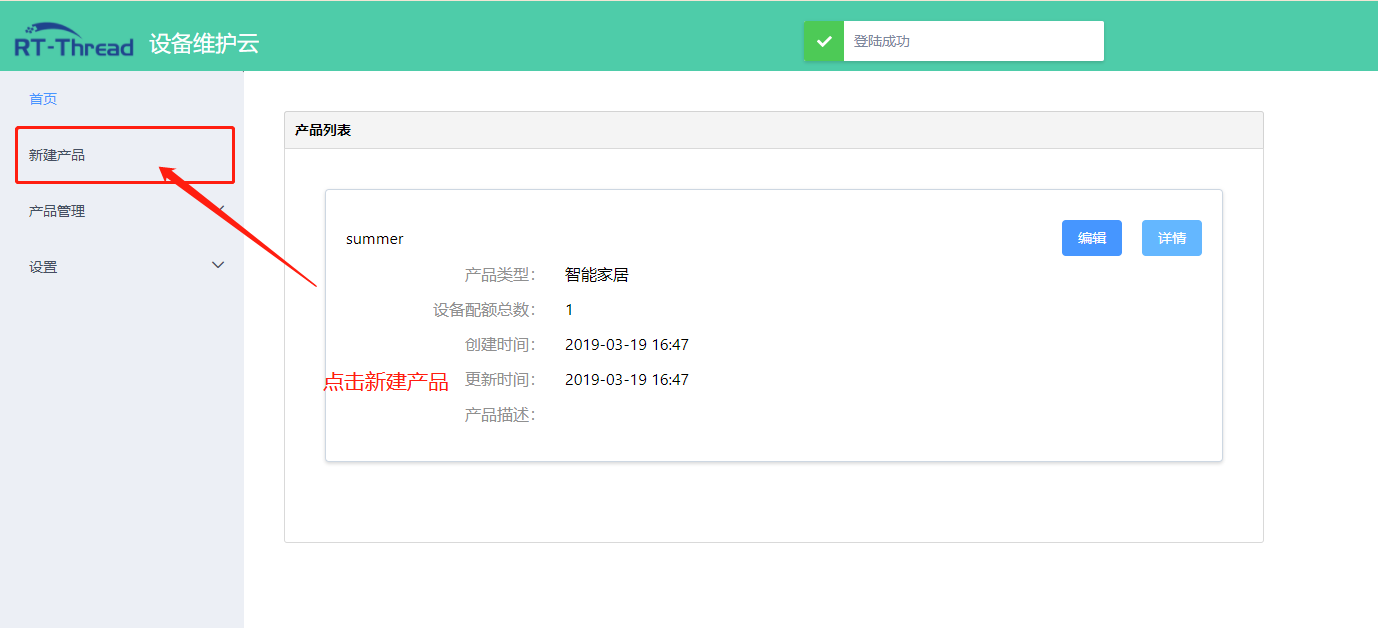 RT-Thread 设备维护云
登陆成功
首页
新建产品
产品管理
设置
产品列表
summer
编辑 详情
产品类型： 智能家居
设备配额总数： 1
创建时间： 2019-03-19 16:47
点击新建产品
更新时间： 2019-03-19 16:47
产品描述：